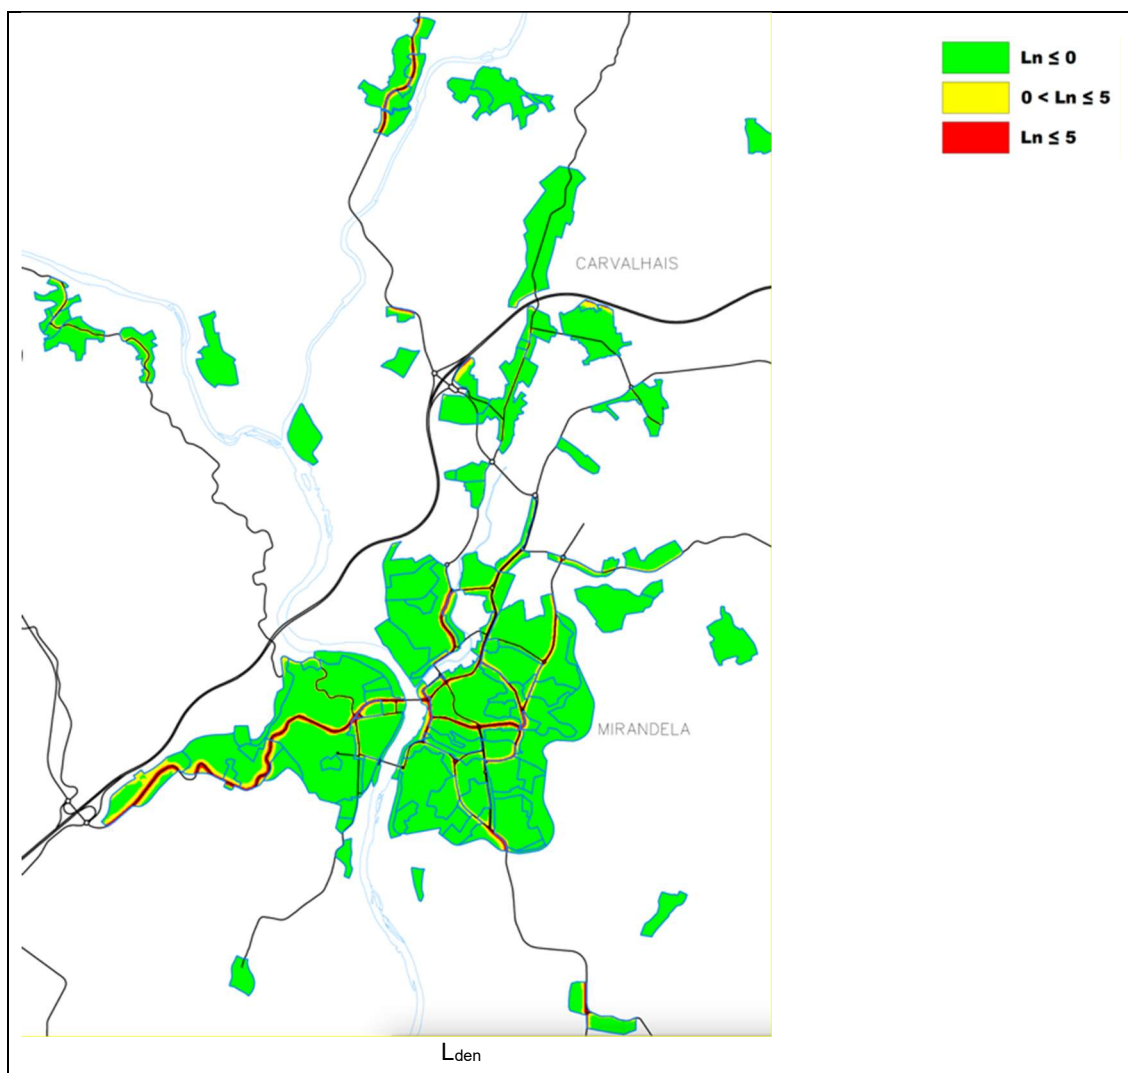 Ln ≤ 0
0 < Ln ≤ 5
Ln ≤ 5
CARVALHAIS
MIRANDELA
Lden